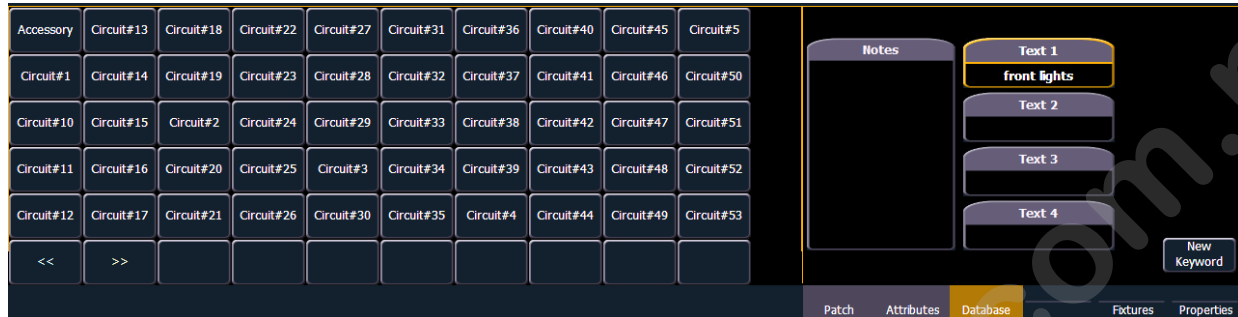 Accessory Circuit#13 Circuit#18 Circuit#22 Circuit#27 Circuit#31 Circuit#36 Circuit#40 Circuit#45 Circuit#5
Circuit#1 Circuit#14 Circuit#19 Circuit#23 Circuit#28 Circuit#32 Circuit#37 Circuit#41 Circuit#46 Circuit#50
Circuit#10 Circuit#15 Circuit#2 Circuit#24 Circuit#29 Circuit#33 Circuit#38 Circuit#42 Circuit#47 Circuit#51
Circuit#11 Circuit#16 Circuit#20 Circuit#25 Circuit#3 Circuit#34 Circuit#39 Circuit#43 Circuit#48 Circuit#52
Circuit#12 Circuit#17 Circuit#21 Circuit#26 Circuit#30 Circuit#35 Circuit#4 Circuit#44 Circuit#49 Circuit#53
<< >>
Notes
Text 1
front lights
Text 2
Text 3
Text 4
New
Keyword
Patch Attributes Database Fixtures Properties